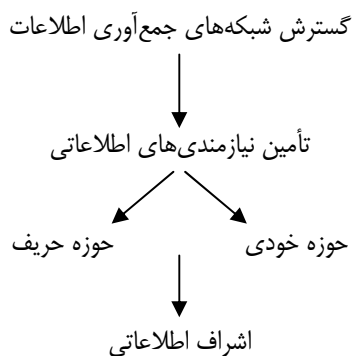 گسترش شبکه‌های جمع‌آوری اطلاعات
تأمین نیازمندی‌های اطلاعاتی
حوزه خودی
حوزه حریف
اشراف اطلاعاتی